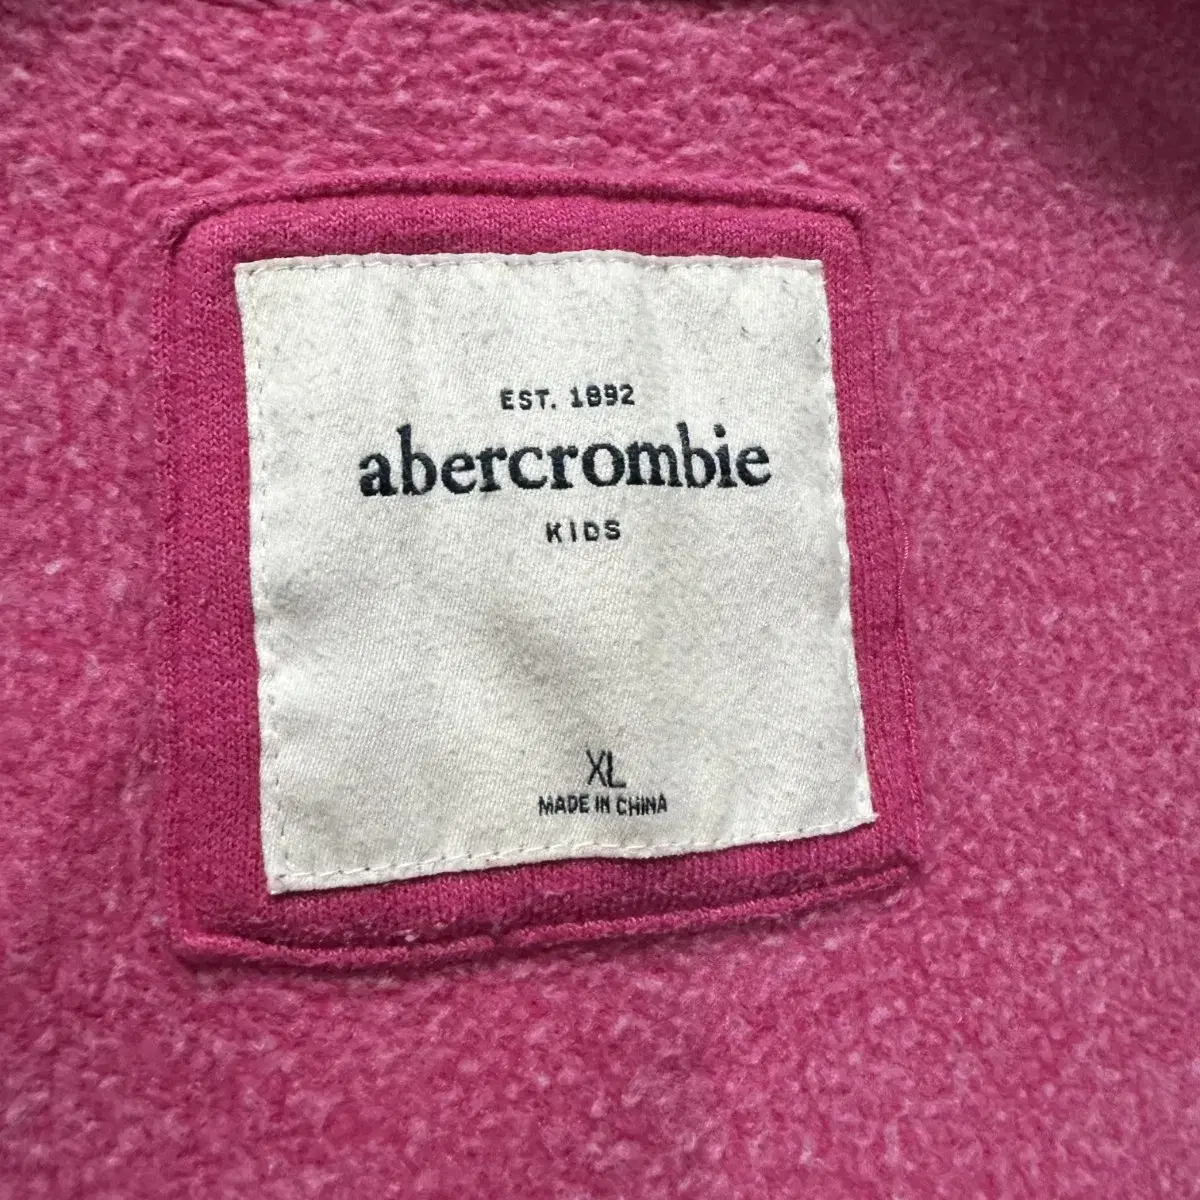 EST. 1892
abercrombie
KIDS
XL
MADE IN CHINA